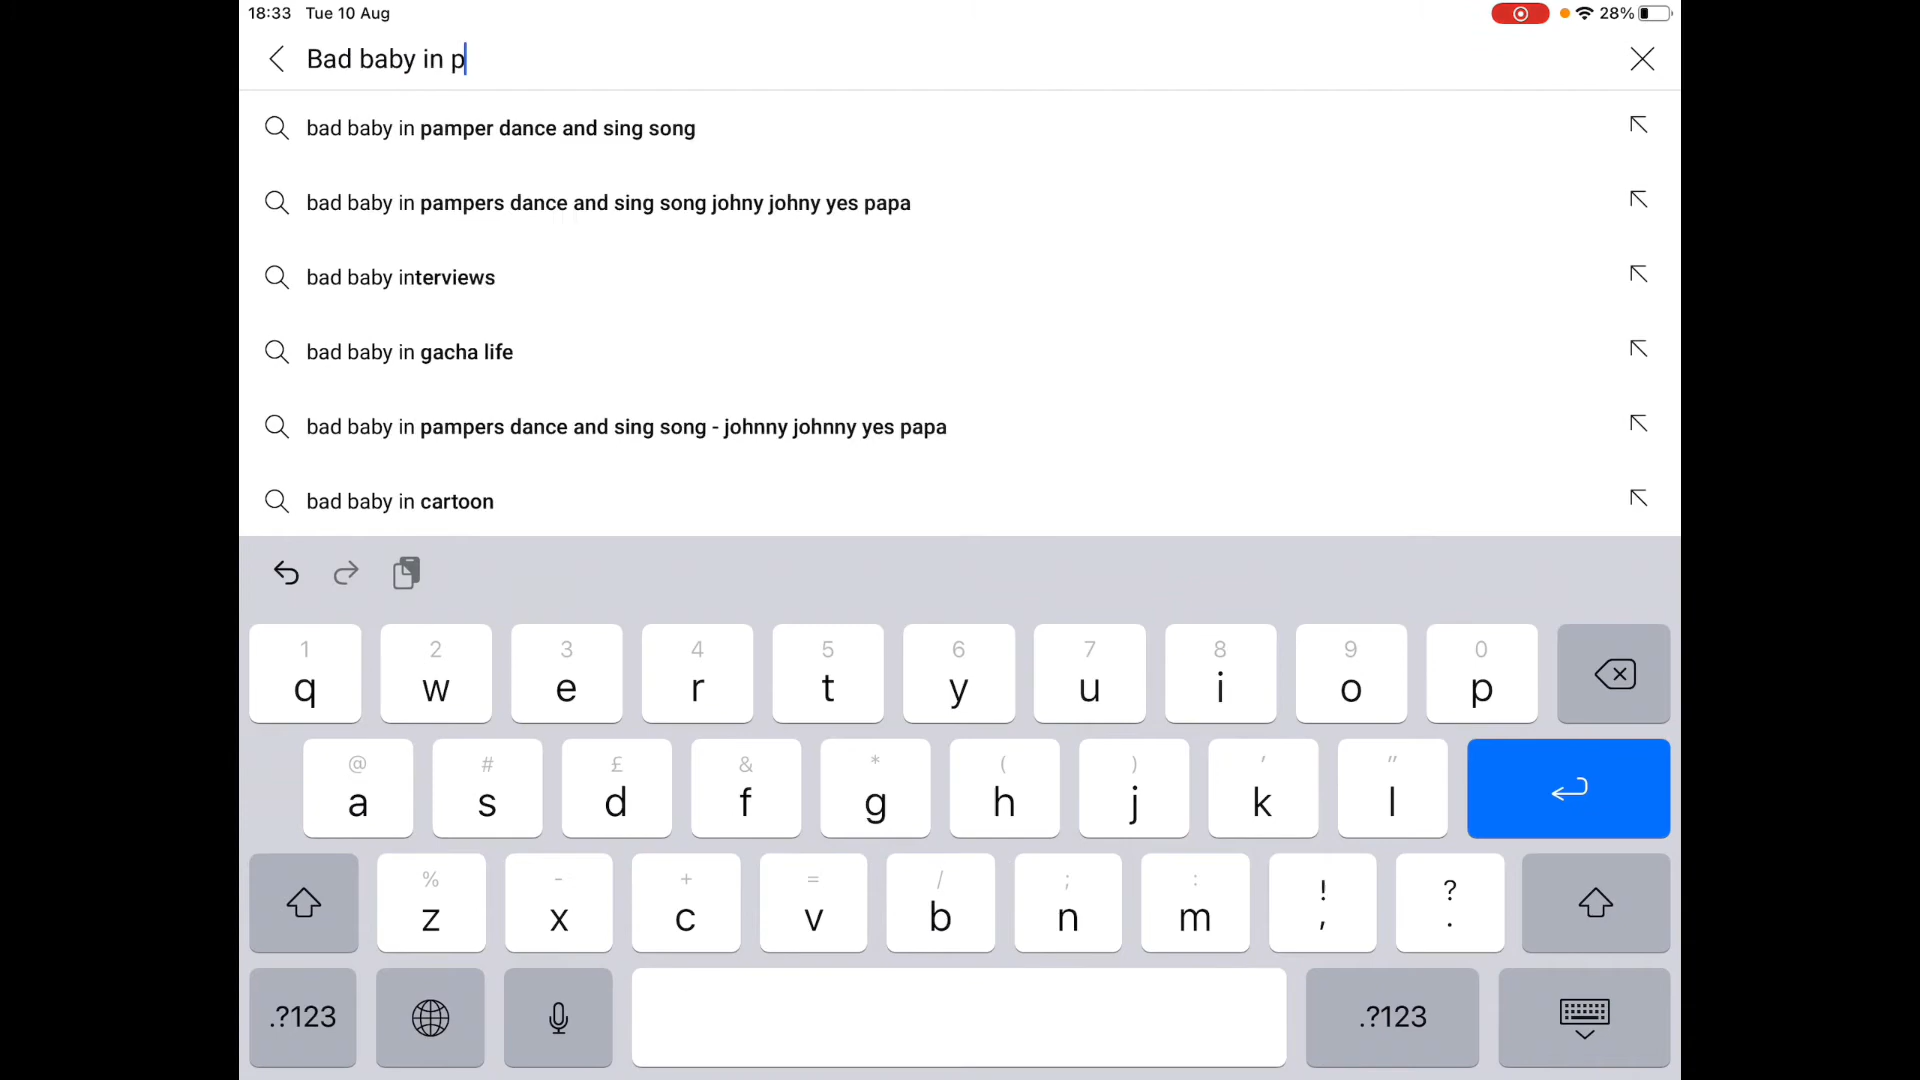 18:33 Tue 10 Aug 28%
Bad baby in p
bad baby in pamper dance and sing song
bad baby in pampers dance and sing song johny johny yes papa
bad baby interviews
bad baby in gacha life
bad baby in pampers dance and sing song - johnny johnny yes papa
bad baby in cartoon
1 2 3 4 5 6 7 8 9 0
q w e r t y u i o p
@ # £ & * ( ) ' "
a s d f g h j k l
% - + = / ; : ! ?
z x c v b n m , .
.?123 .?123